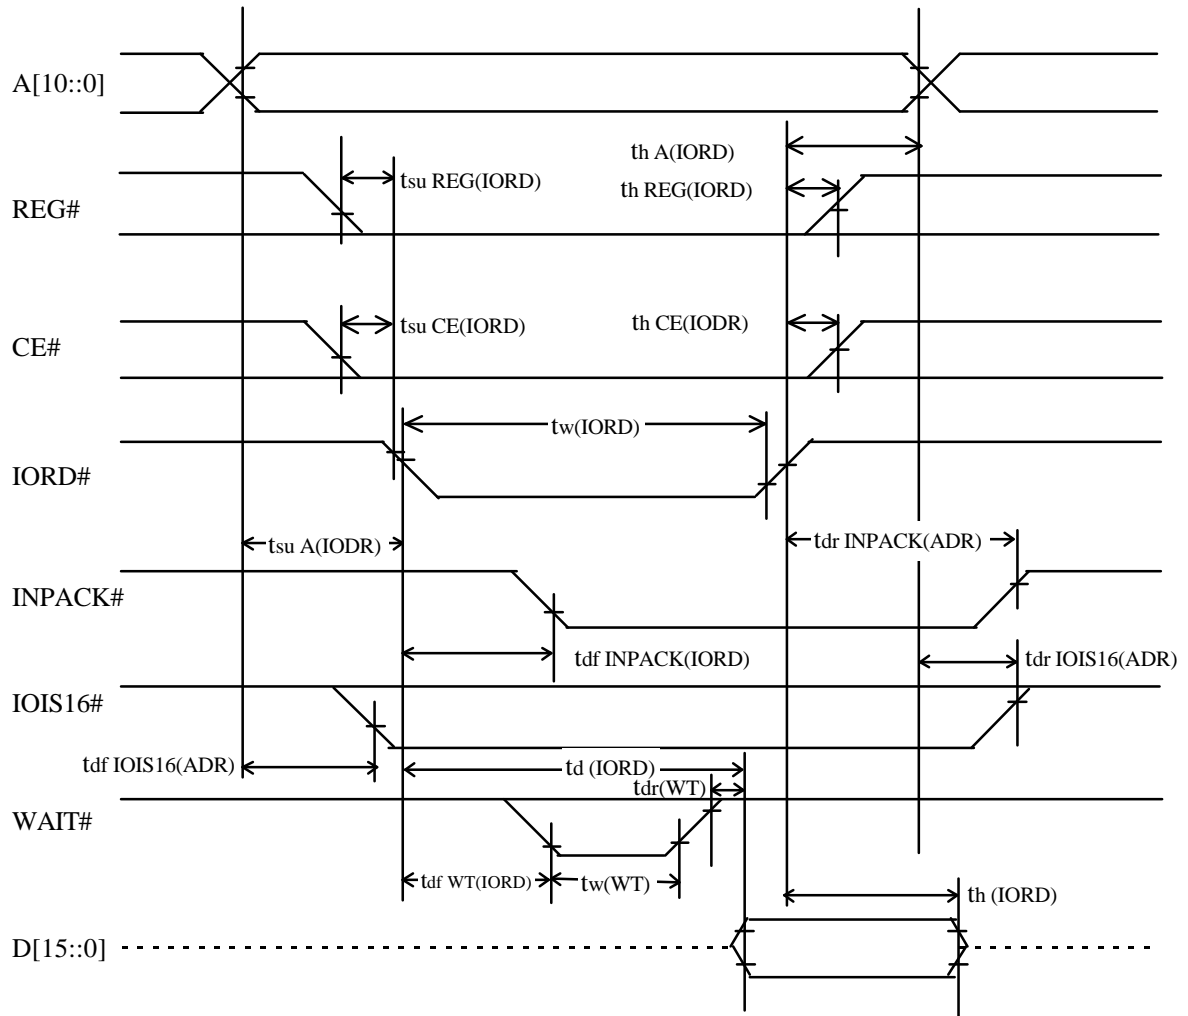 A[10::0]
th A(IORD)
tsu REG(IORD)
th REG(IORD)
REG#
tsu CE(IORD)
th CE(IODR)
CE#
tw(IORD)
IORD#
tsu A(IODR)
tdr INPACK(ADR)
INPACK#
tdf INPACK(IORD)
tdr IOIS16(ADR)
IOIS16#
tdf IOIS16(ADR)
td (IORD)
tdr(WT)
WAIT#
tdf WT(IORD)
tw(WT)
th (IORD)
D[15::0]